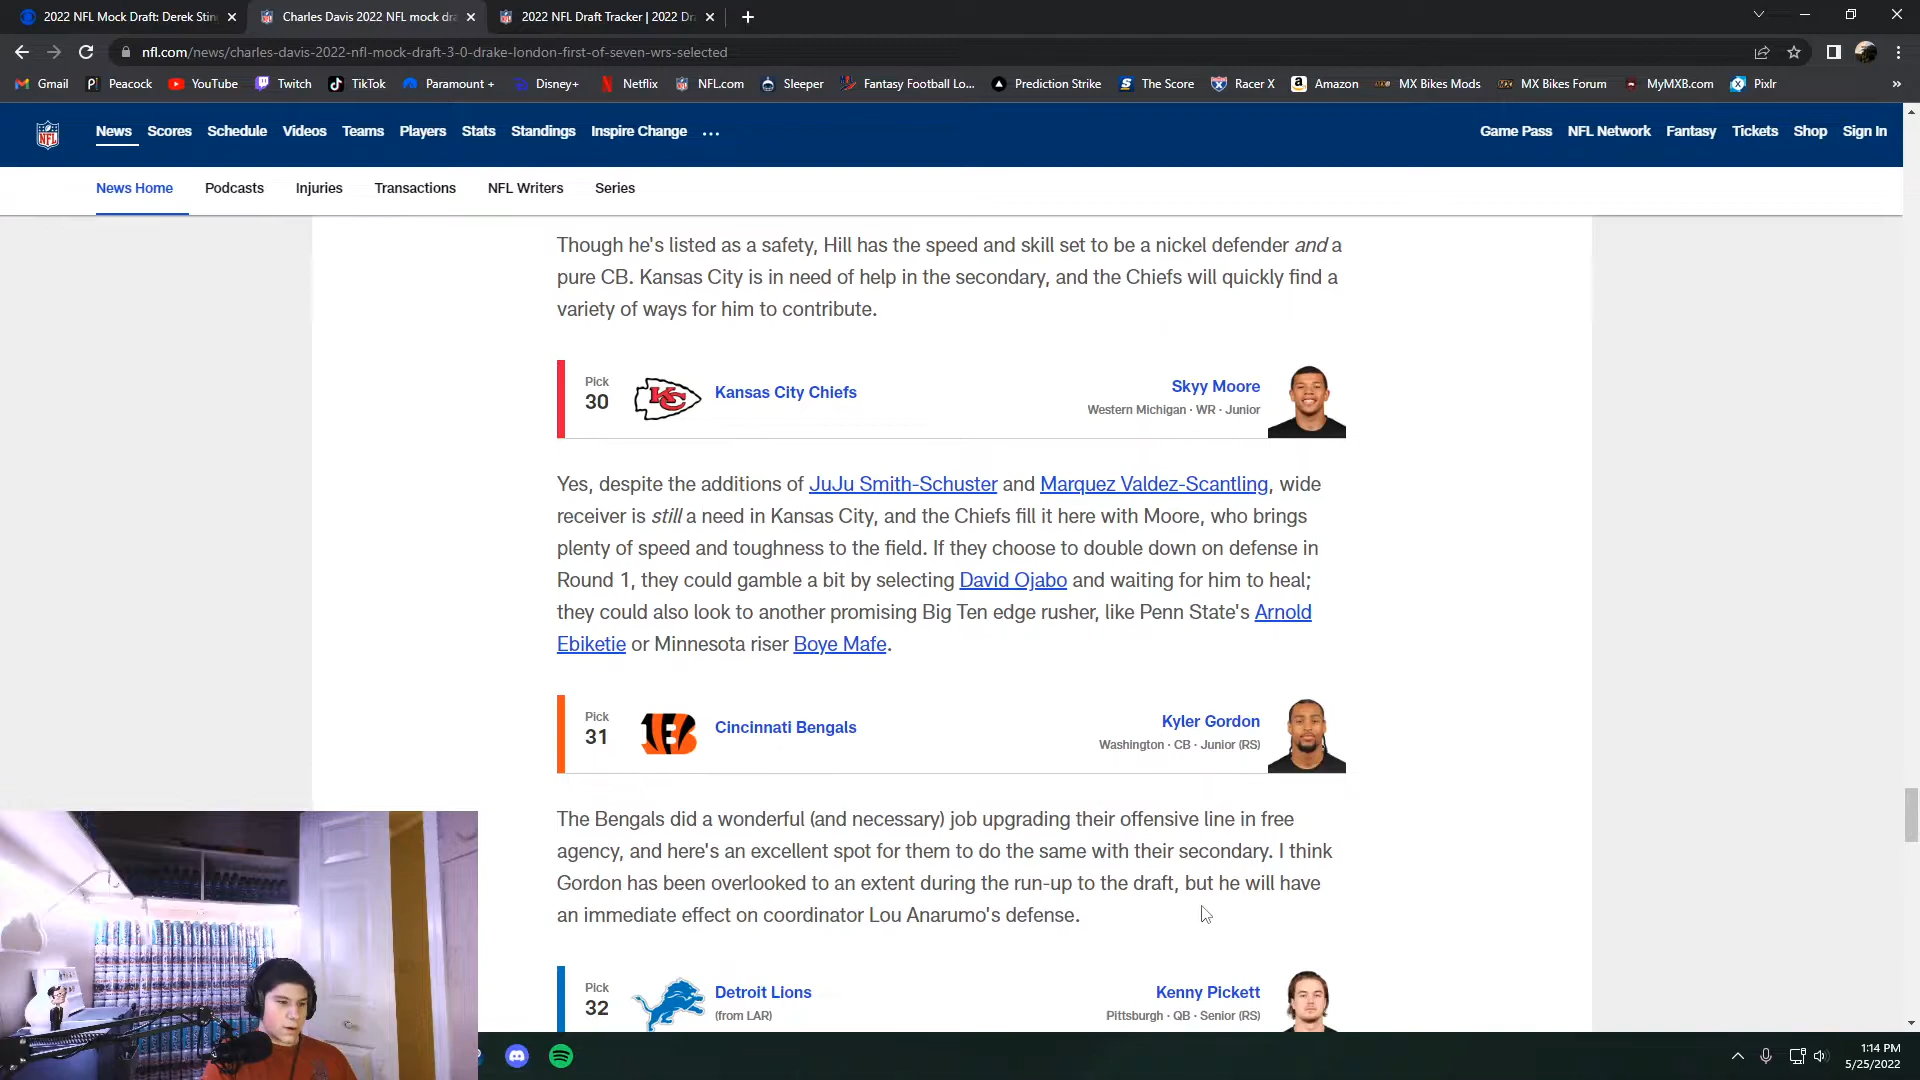 2022 NFL Mock Draft: Derek Sti
Charles Davis 2022 NFL mock dra
2022 NFL Draft Tracker | 2022 Dr
nfl.com/news/charles-davis-2022-nfl-mock-draft-3-0-drake-london-first-of-seven-wrs-selected
Gmail Peacock YouTube Twitch TikTok Paramount + Disney+ Netflix NFL.com Sleeper Fantasy Football Lo... Prediction Strike The Score Racer X Amazon MX Bikes Mods MX Bikes Forum MyMXB.com Pixlr »
News Scores Schedule Videos Teams Players Stats Standings Inspire Change ... Game Pass NFL Network Fantasy Tickets Shop Sign In
News Home Podcasts Injuries Transactions NFL Writers Series
Though he's listed as a safety, Hill has the speed and skill set to be a nickel defender and a
pure CB. Kansas City is in need of help in the secondary, and the Chiefs will quickly find a
variety of ways for him to contribute.
Pick
30
KC
Kansas City Chiefs
Skyy Moore
Western Michigan · WR · Junior
Yes, despite the additions of JuJu Smith-Schuster and Marquez Valdez-Scantling, wide
receiver is still a need in Kansas City, and the Chiefs fill it here with Moore, who brings
plenty of speed and toughness to the field. If they choose to double down on defense in
Round 1, they could gamble a bit by selecting David Ojabo and waiting for him to heal;
they could also look to another promising Big Ten edge rusher, like Penn State's Arnold
Ebiketie or Minnesota riser Boye Mafe.
Pick
31
B
Cincinnati Bengals
Kyler Gordon
Washington · CB · Junior (RS)
The Bengals did a wonderful (and necessary) job upgrading their offensive line in free
agency, and here's an excellent spot for them to do the same with their secondary. I think
Gordon has been overlooked to an extent during the run-up to the draft, but he will have
an immediate effect on coordinator Lou Anarumo's defense.
Pick
32
Detroit Lions
(from LAR)
Kenny Pickett
Pittsburgh · QB · Senior (RS)
1:14 PM
5/25/2022